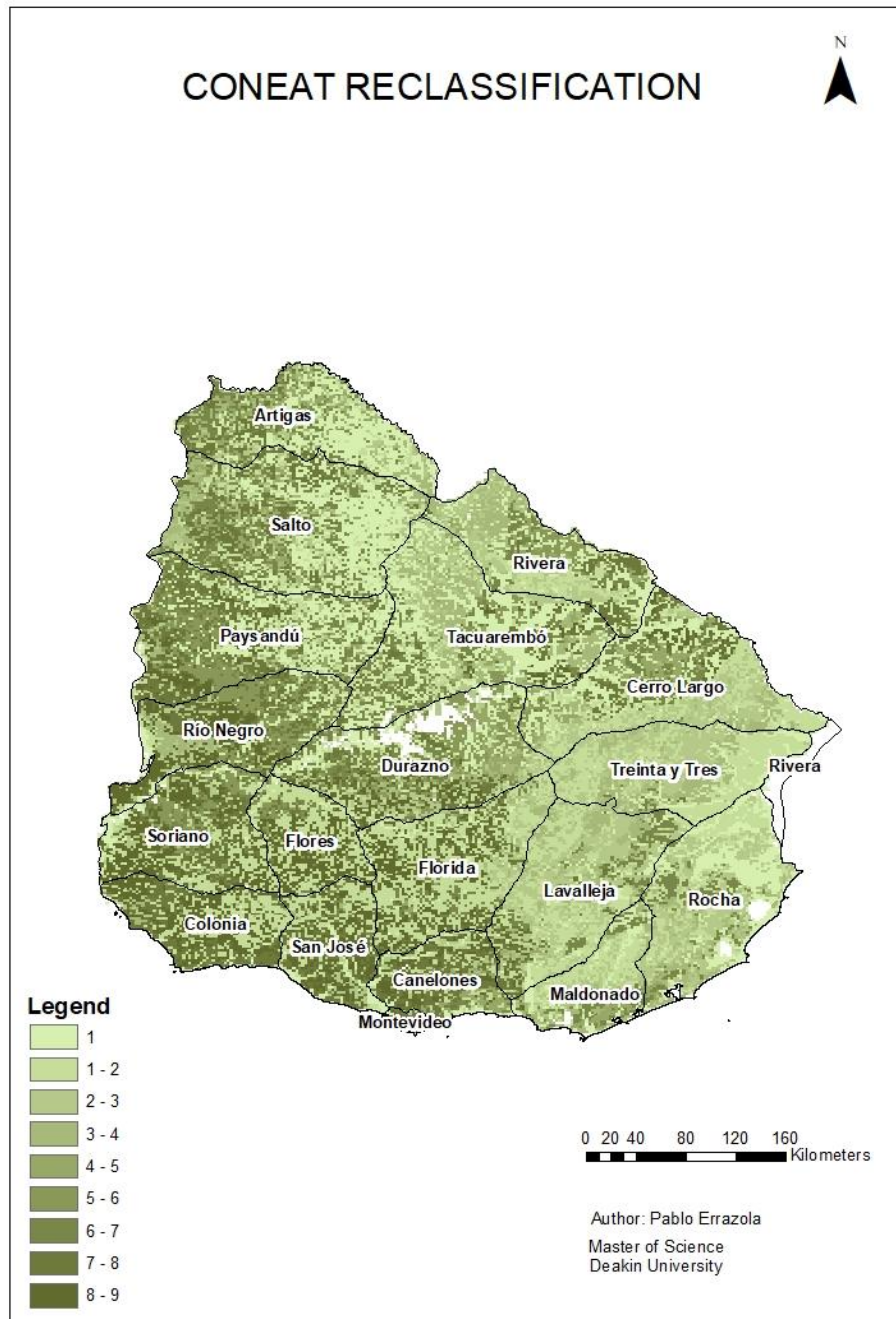 N
CONEAT RECLASSIFICATION
Artigas
Salto
Rivera
Paysandú
Tacuarembó
Cerro Largo
Río Negro
Durazno
Treinta y Tres
Rivera
Soriano
Flores
Florida
Lavalleja
Rocha
Colonia
San José
Canelones
Maldonado
Montevideo
Legend
1
1 - 2
2 - 3
3 - 4
4 - 5
5 - 6
6 - 7
7 - 8
8 - 9
0 20 40 80 120 160
Kilometers
Author: Pablo Errazola
Master of Science
Deakin University